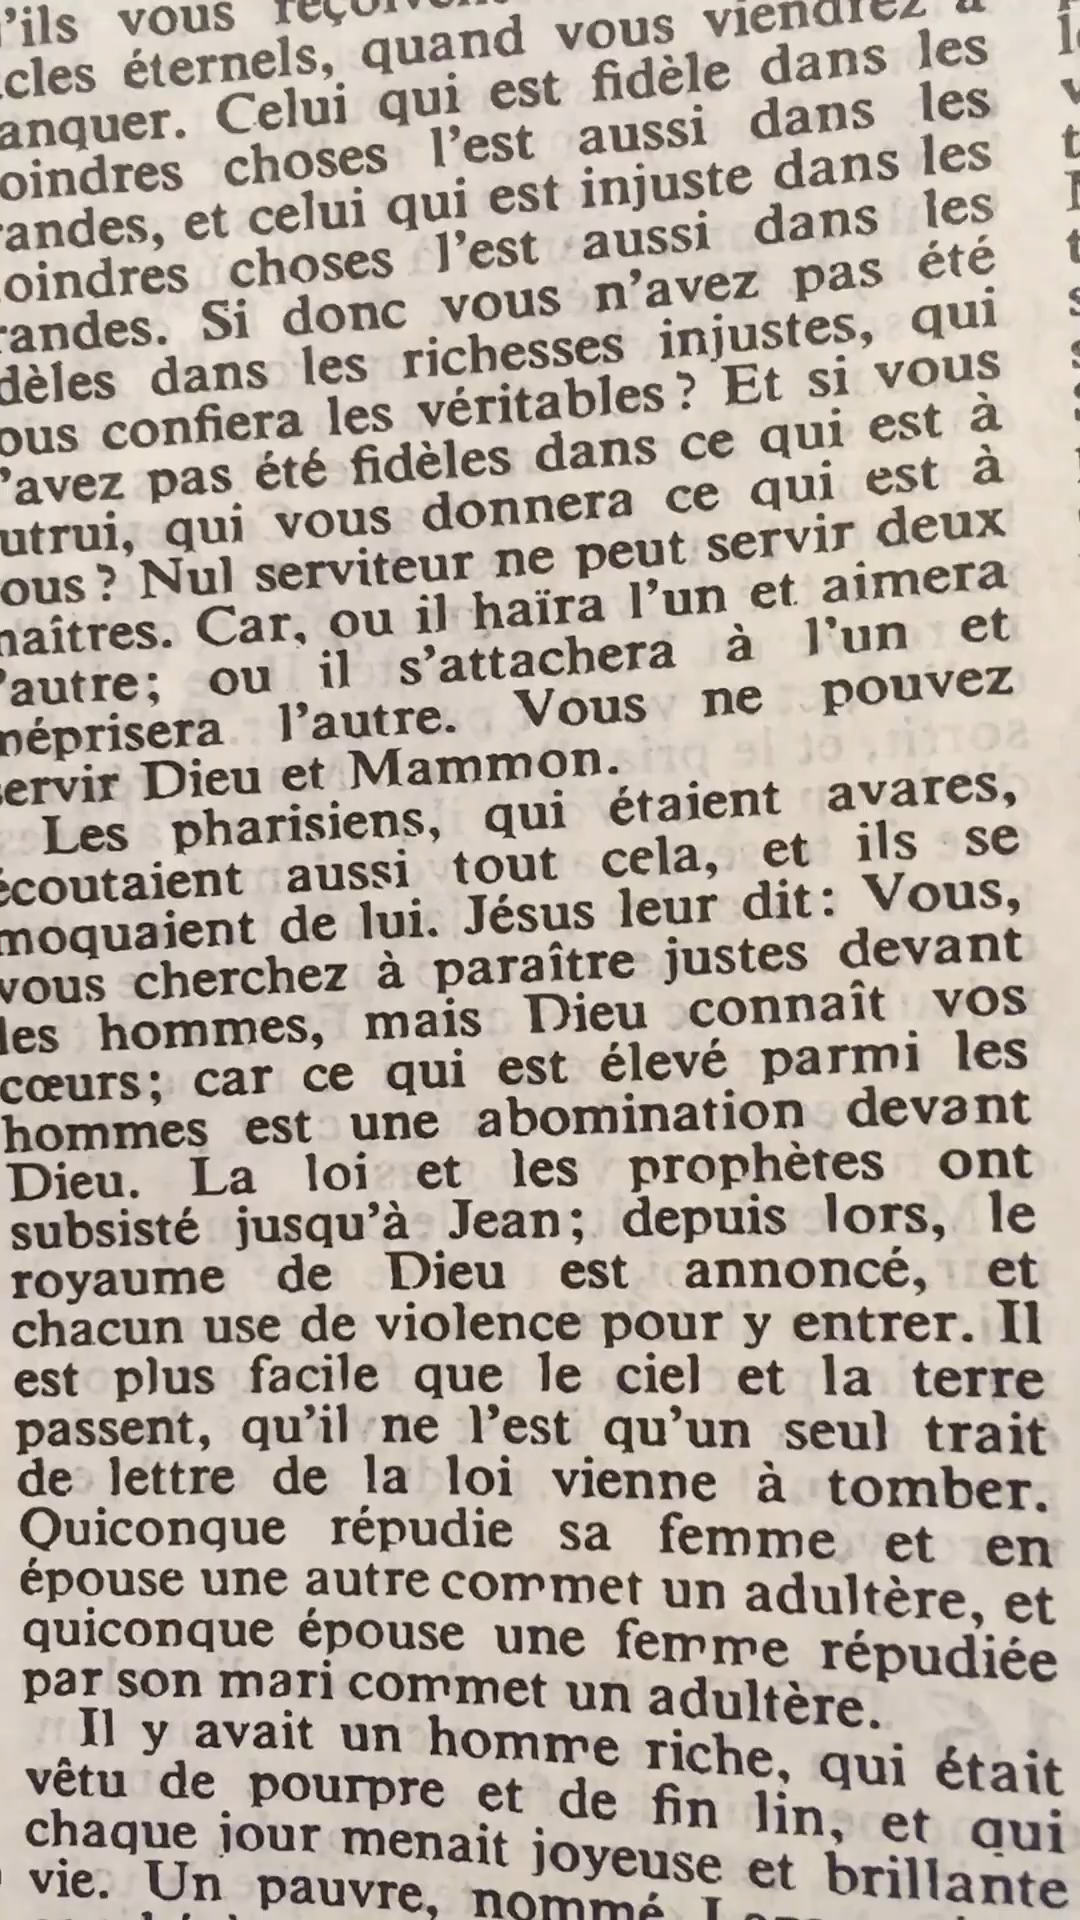 'ils vous
cles éternels, quand vous viendrez à
anquer. Celui qui est fidèle dans les
oindres choses l'est aussi dans les
andes, et celui qui est injuste dans les
oindres choses l'est aussi dans les
randes. Si donc vous n'avez pas été
dèles dans les richesses injustes, qui
ous confiera les véritables? Et si vous
'avez pas été fidèles dans ce qui est à
utrui, qui vous donnera ce qui est à
ous? Nul serviteur ne peut servir deux
naîtres. Car, ou il haïra l'un et aimera
'autre; ou il s'attachera à l'un et
méprisera l'autre. Vous ne pouvez
servir Dieu et Mammon.
Les pharisiens, qui étaient avares,
écoutaient aussi tout cela, et ils se
moquaient de lui. Jésus leur dit: Vous,
vous cherchez à paraître justes devant
les hommes, mais Dieu connaît vos
cœurs; car ce qui est élevé parmi les
hommes est une abomination devant
Dieu. La loi et les prophètes ont
subsisté jusqu'à Jean; depuis lors, le
royaume de Dieu est annoncé, et
chacun use de violence pour y entrer. Il
est plus facile que le ciel et la terre
passent, qu'il ne l'est qu'un seul trait
de lettre de la loi vienne à tomber.
Quiconque répudie sa femme et en
épouse une autre commet un adultère, et
quiconque épouse une femme répudiée
par son mari commet un adultère.
Il y avait un homme riche, qui était
vêtu de pourpre et de fin lin, et qui
chaque jour menait joyeuse et brillante
vie. Un pauvre, nommé